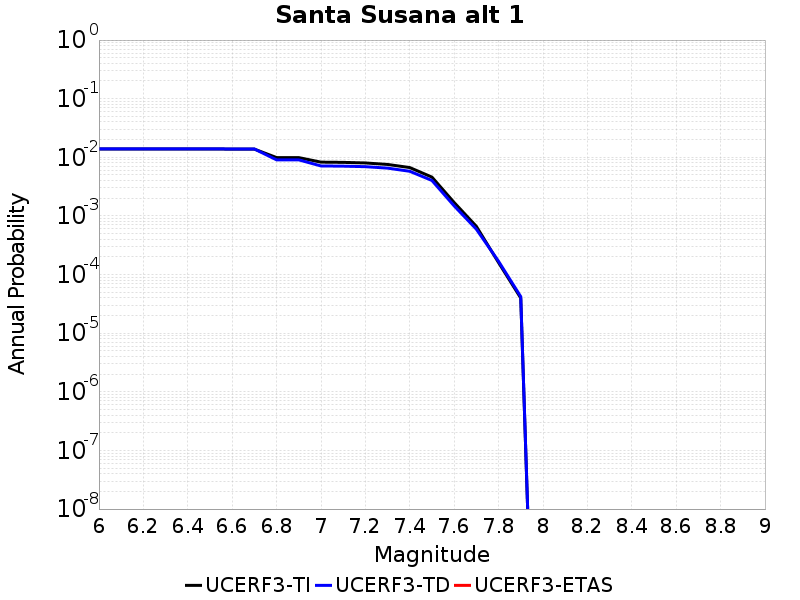 Santa Susana alt 1
10^0
10^-1
10^-2
10^-3
10^-4
10^-5
10^-6
10^-7
10^-8
Annual Probability
6 6.2 6.4 6.6 6.8 7 7.2 7.4 7.6 7.8 8 8.2 8.4 8.6 8.8 9
Magnitude
UCERF3-TI UCERF3-TD UCERF3-ETAS